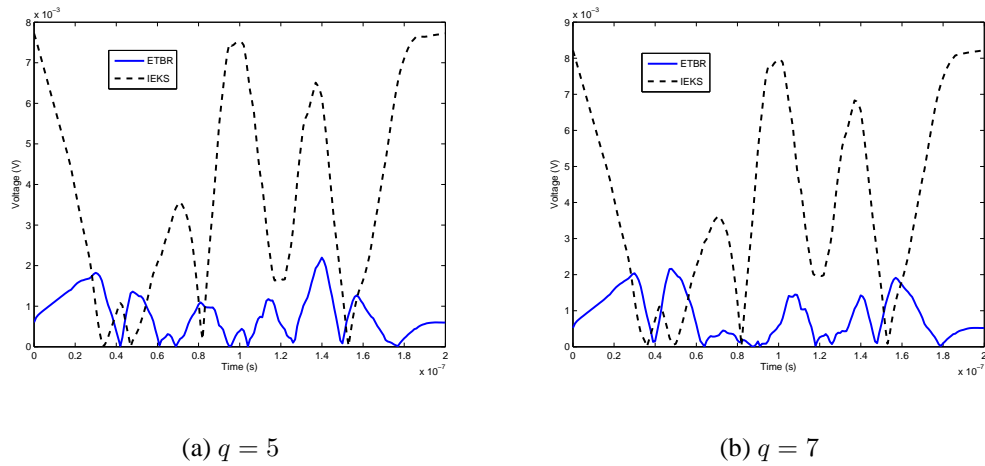 x 10⁻³
8
7
6
5
4
3
2
1
0
Voltage (V)
ETBR
IEKS
0 0.2 0.4 0.6 0.8 1 1.2 1.4 1.6 1.8 2
Time (s)
x 10⁻⁷
(a) q = 5
x 10⁻³
9
8
7
6
5
4
3
2
1
0
Voltage (V)
ETBR
IEKS
0 0.2 0.4 0.6 0.8 1 1.2 1.4 1.6 1.8 2
Time (s)
x 10⁻⁷
(b) q = 7